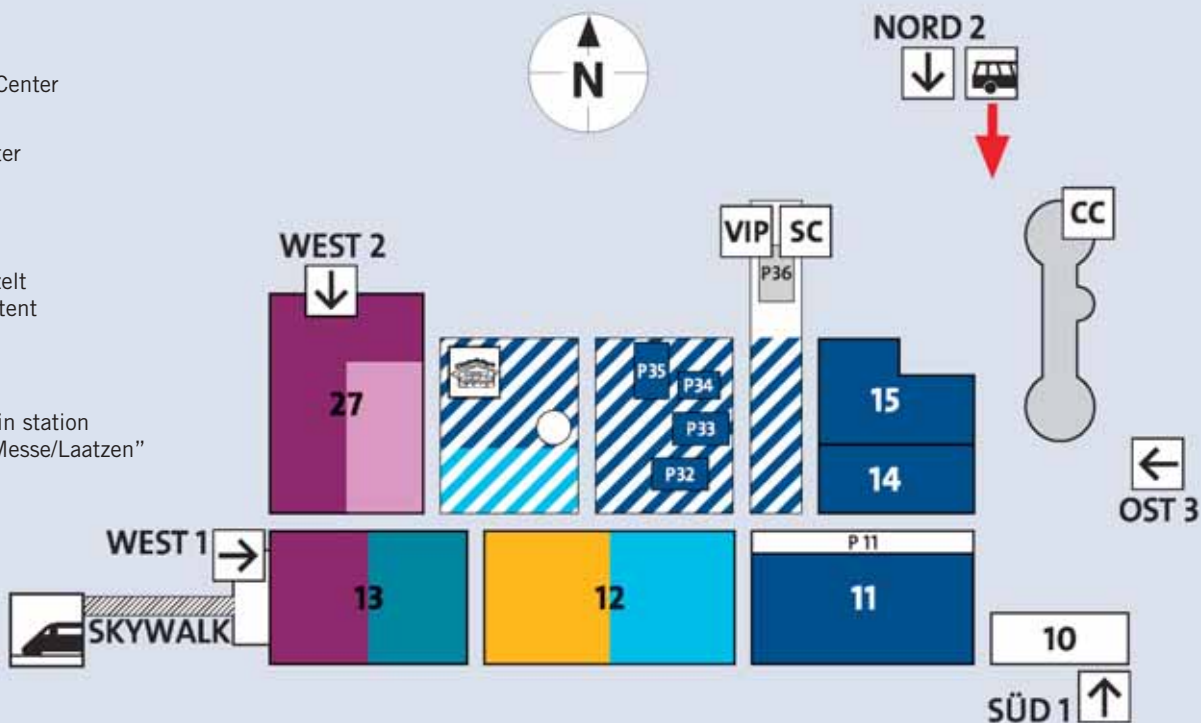 Center
ter
zelt
tent
in station
Messe/Laatzen”
N
NORD 2
CC
VIP SC
P36
WEST 2
P35
P34
P33
P32
27
15
14
OST 3
WEST 1
SKYWALK
13
12
P 11
11
10
SÜD 1